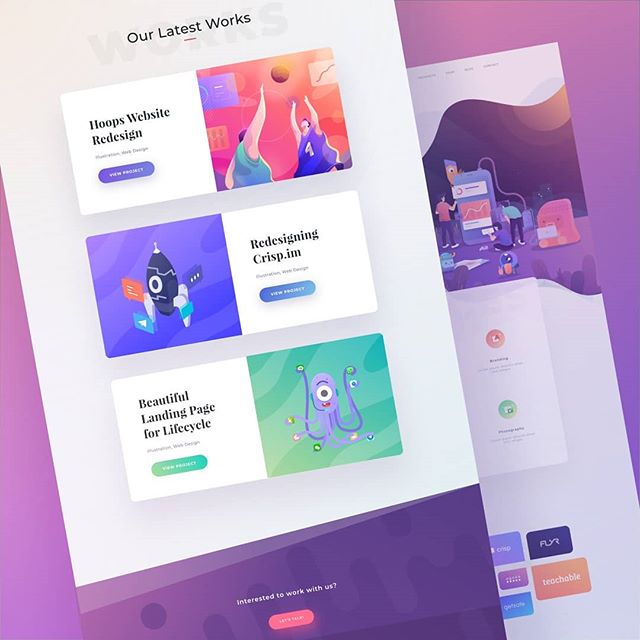 WORKS
Our Latest Works
Hoops Website
Redesign
Illustration, Web Design
VIEW PROJECT
Redesigning
Crisp.im
Illustration, Web Design
VIEW PROJECT
Beautiful
Landing Page
for Lifecycle
Illustration, Web Design
VIEW PROJECT
Interested to work with us?
LET'S TALK!
CONTACT
Branding
Photography
crisp
FLYR
teachable
getsafe